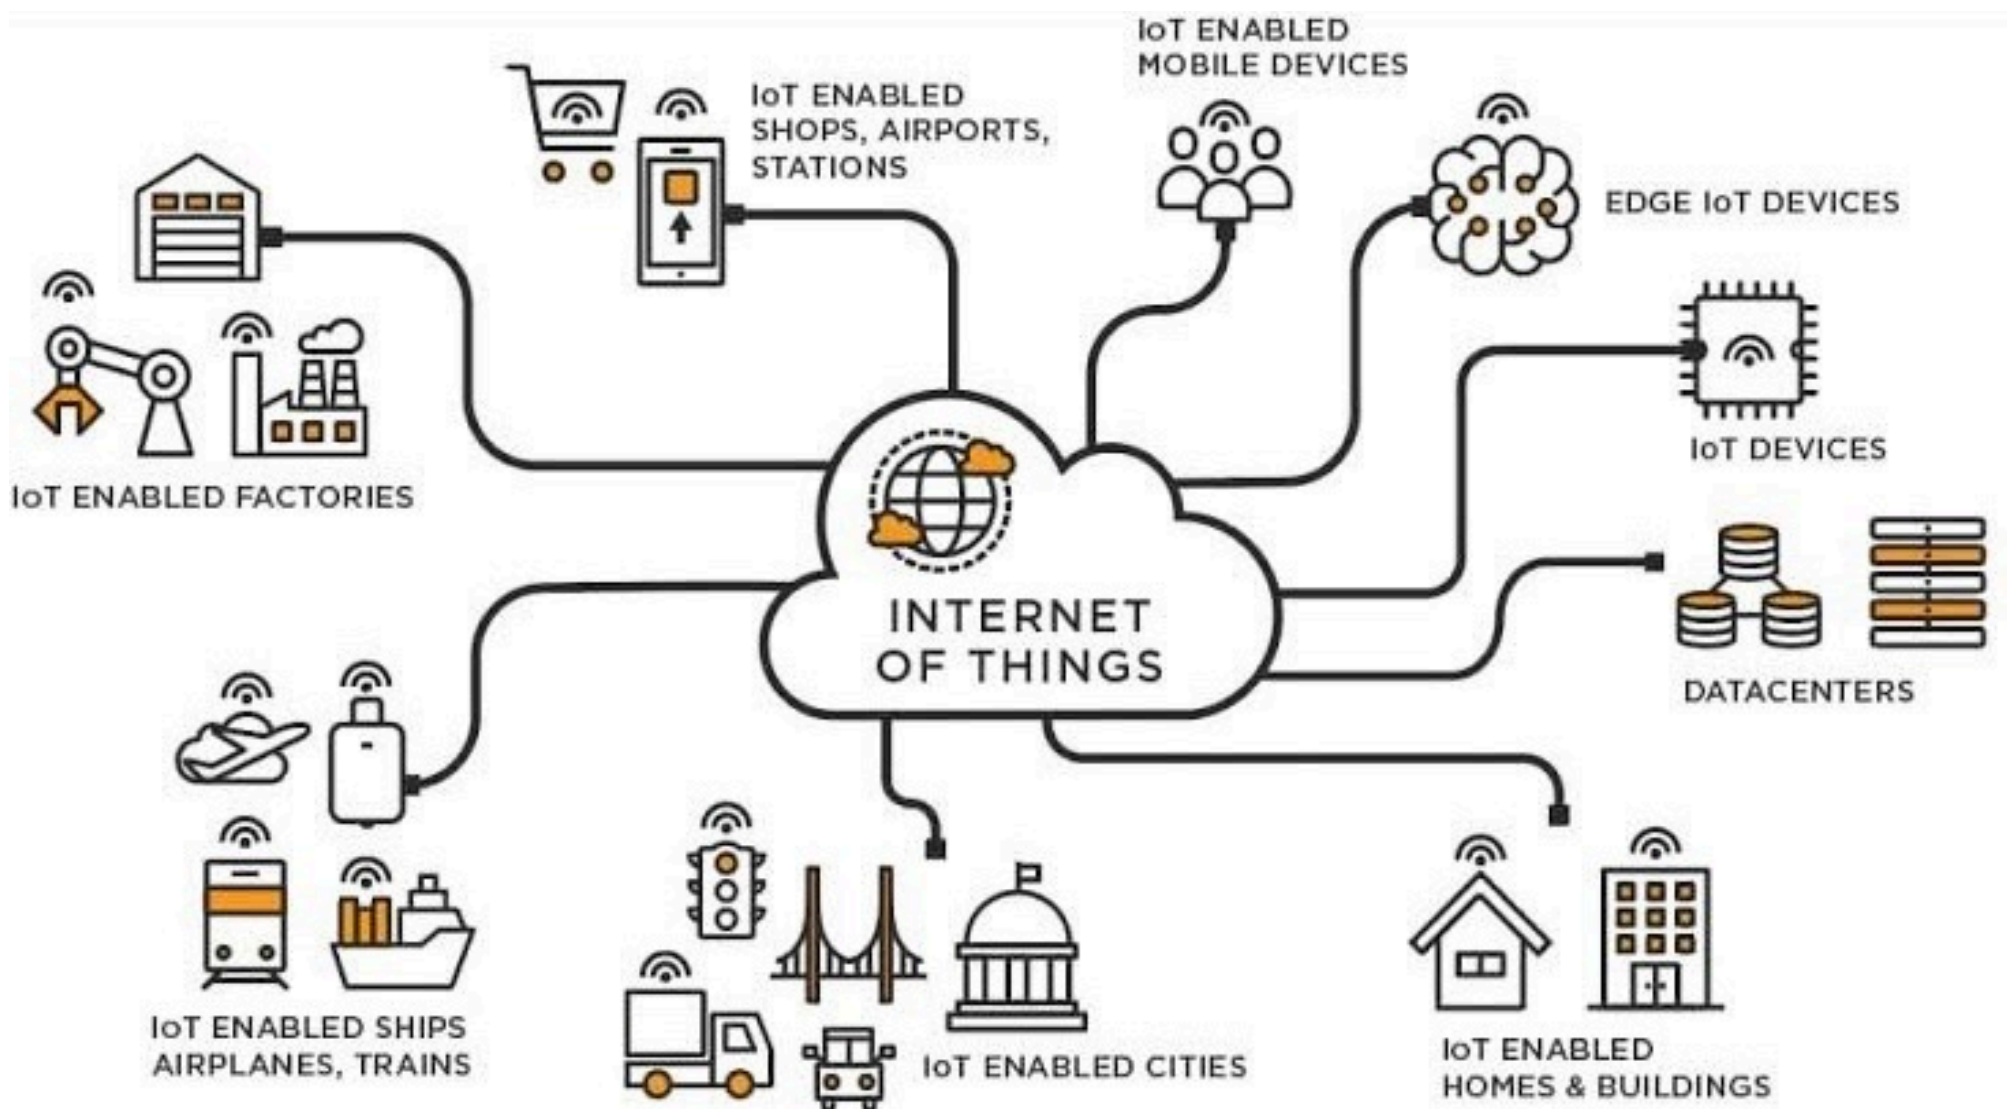 IoT ENABLED
MOBILE DEVICES
IoT ENABLED
SHOPS, AIRPORTS,
STATIONS
EDGE IoT DEVICES
IoT DEVICES
IoT ENABLED FACTORIES
INTERNET
OF THINGS
DATACENTERS
IoT ENABLED SHIPS
AIRPLANES, TRAINS
IoT ENABLED CITIES
IoT ENABLED
HOMES & BUILDINGS